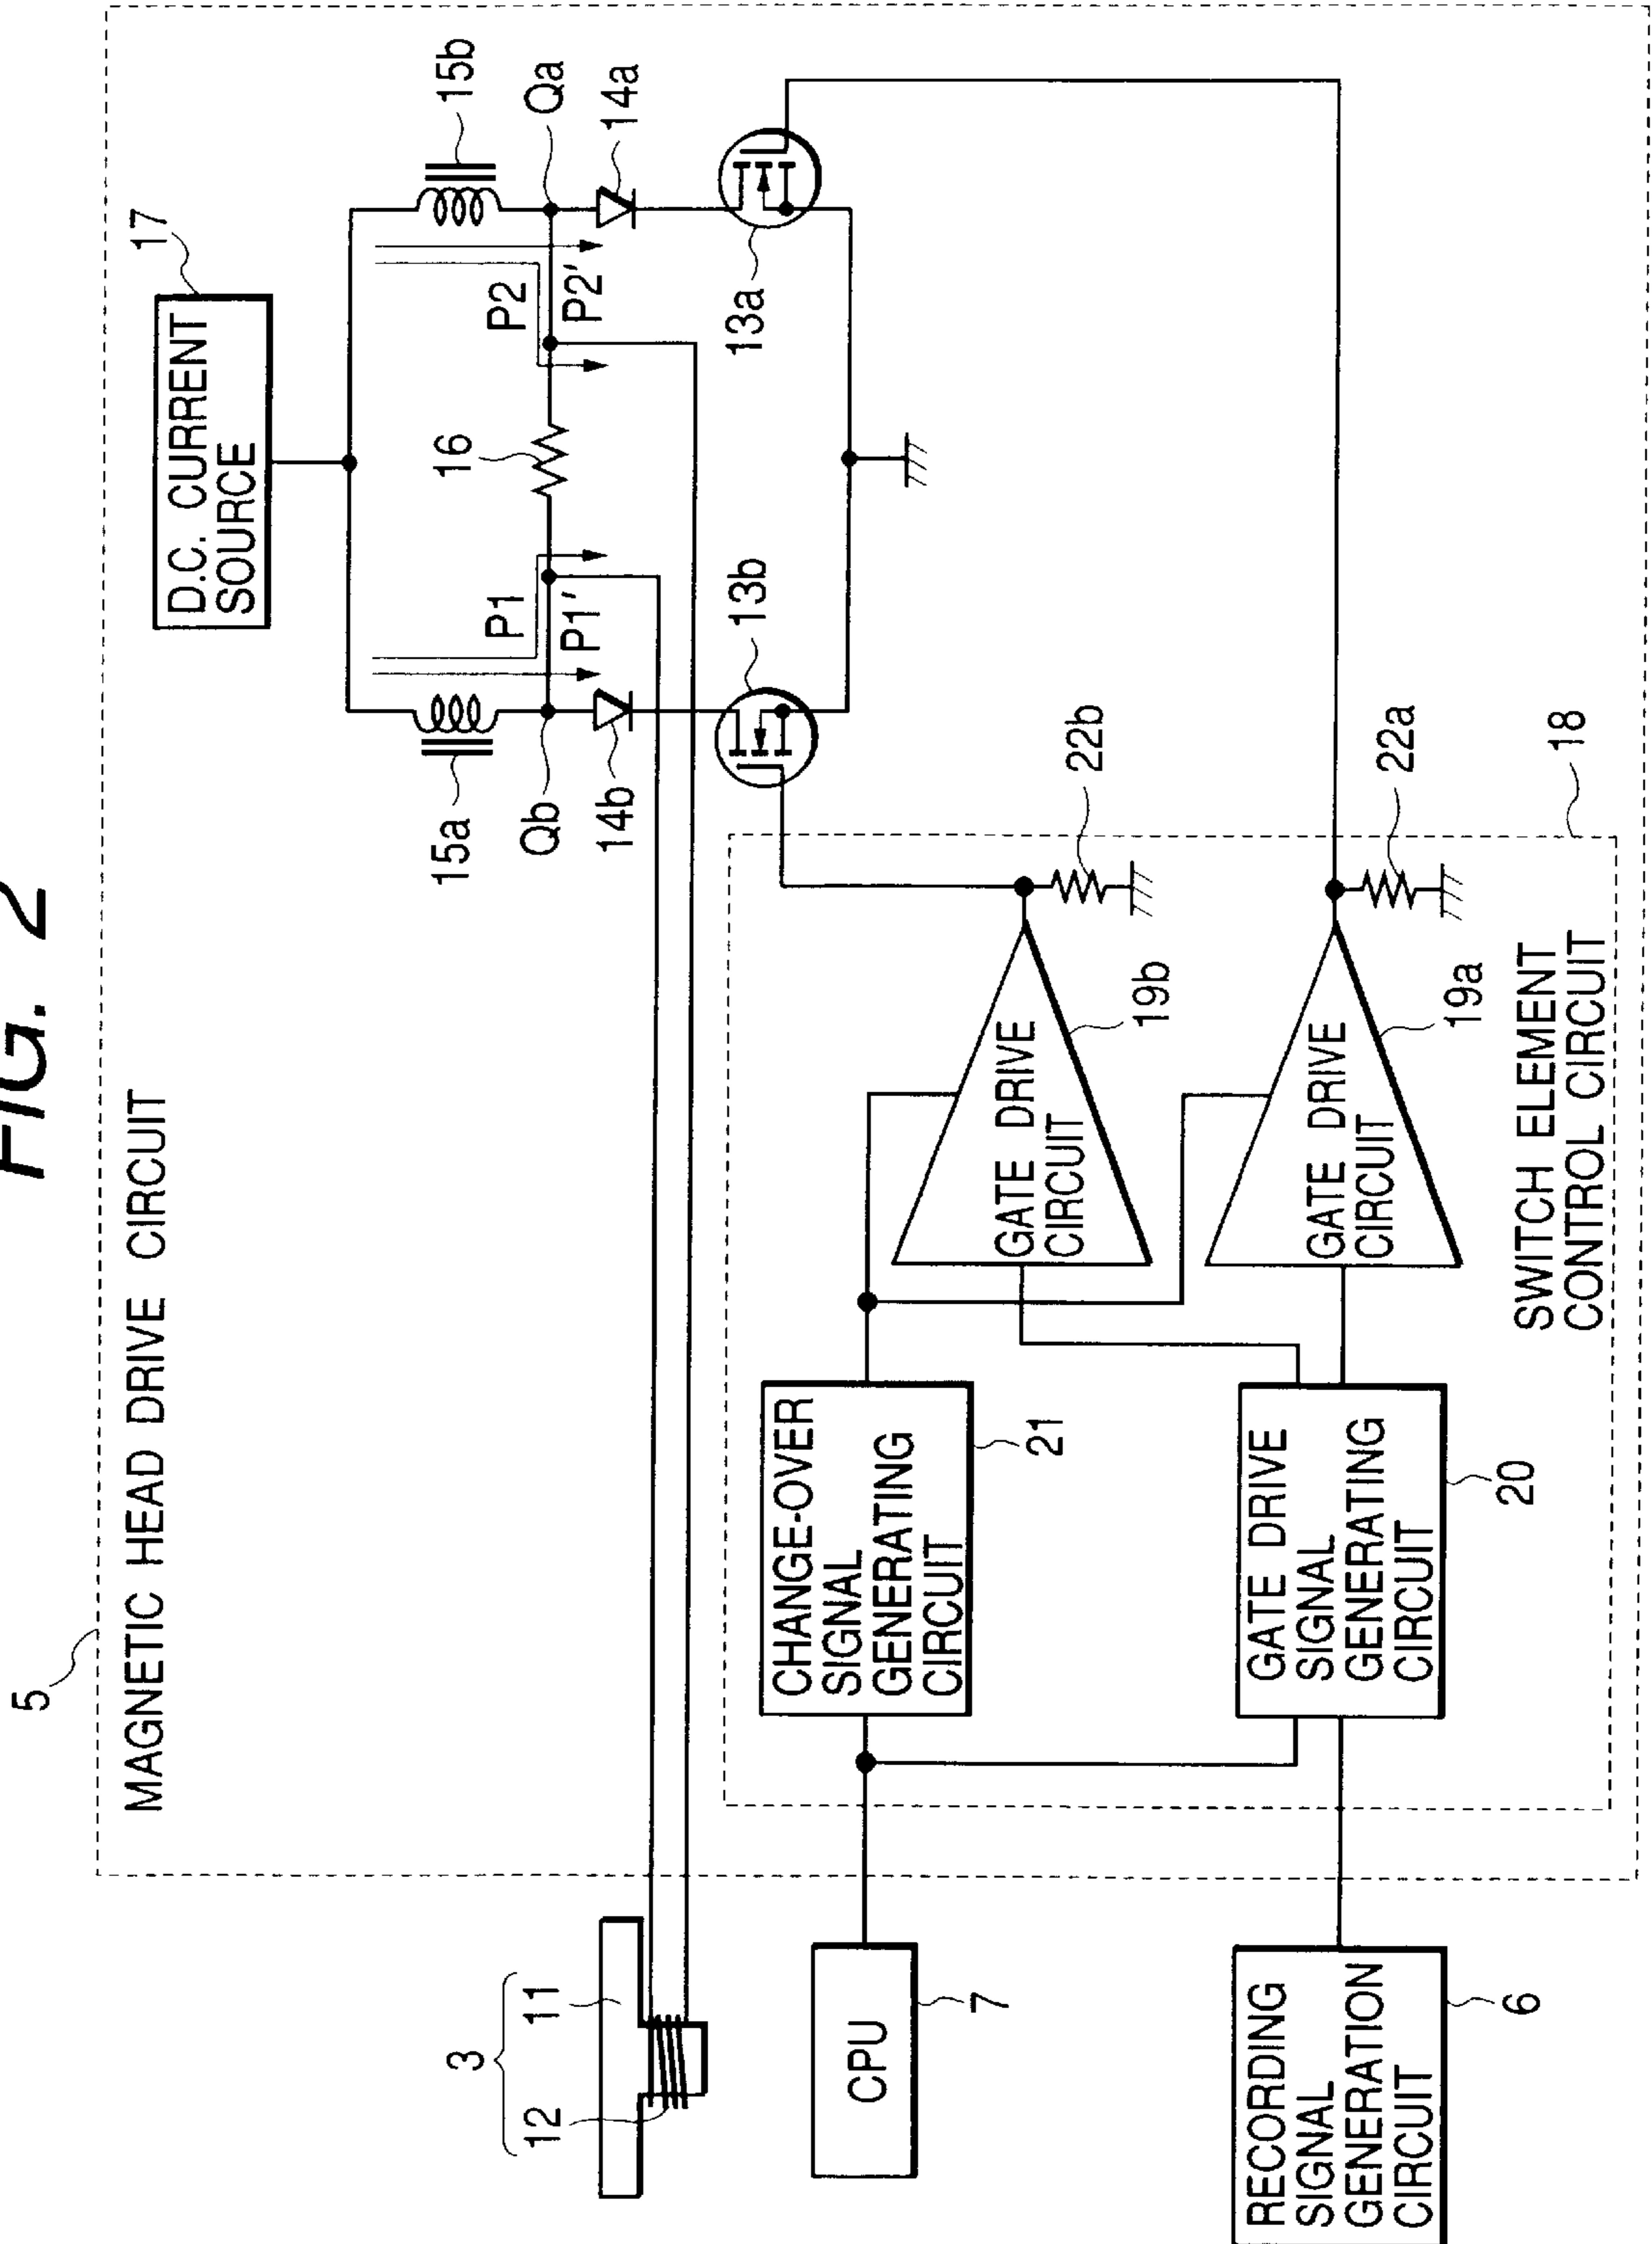 FIG. 2
5
MAGNETIC HEAD DRIVE CIRCUIT
17
D.C. CURRENT
SOURCE
15a
15b
P1
P1'
P2
P2'
16
Qb
Qa
14b
14a
13b
13a
3
12
11
CPU
7
CHANGE-OVER
SIGNAL
GENERATING
CIRCUIT
21
GATE DRIVE
CIRCUIT
19b
22b
RECORDING
SIGNAL
GENERATION
CIRCUIT
6
GATE DRIVE
SIGNAL
GENERATING
CIRCUIT
20
GATE DRIVE
CIRCUIT
19a
22a
SWITCH ELEMENT
CONTROL CIRCUIT
18